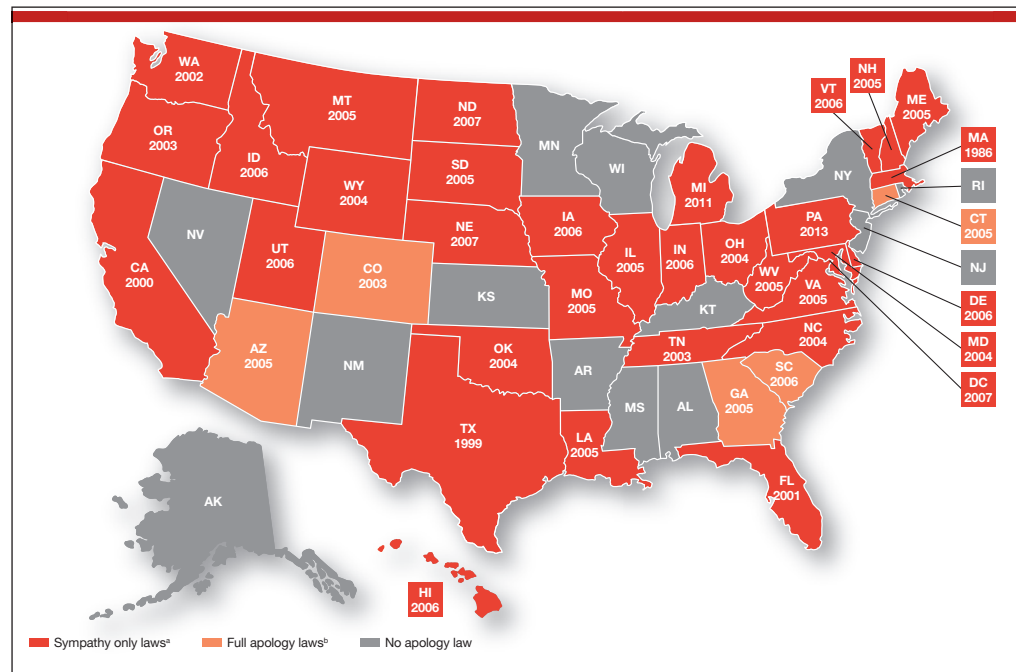 WA
2002
OR
2003
CA
2000
NV
ID
2006
MT
2005
WY
2004
UT
2006
CO
2003
AZ
2005
NM
ND
2007
SD
2005
NE
2007
KS
OK
2004
TX
1999
MN
IA
2006
MO
2005
AR
LA
2005
WI
IL
2005
MI
2011
IN
2006
OH
2004
KT
TN
2003
MS
AL
GA
2005
FL
2001
SC
2006
NC
2004
VA
2005
WV
2005
PA
2013
NY
VT
2006
NH
2005
ME
2005
MA
1986
RI
CT
2005
NJ
DE
2006
MD
2004
DC
2007
AK
HI
2006
Sympathy only lawsᵃ
Full apology lawsᵇ
No apology law